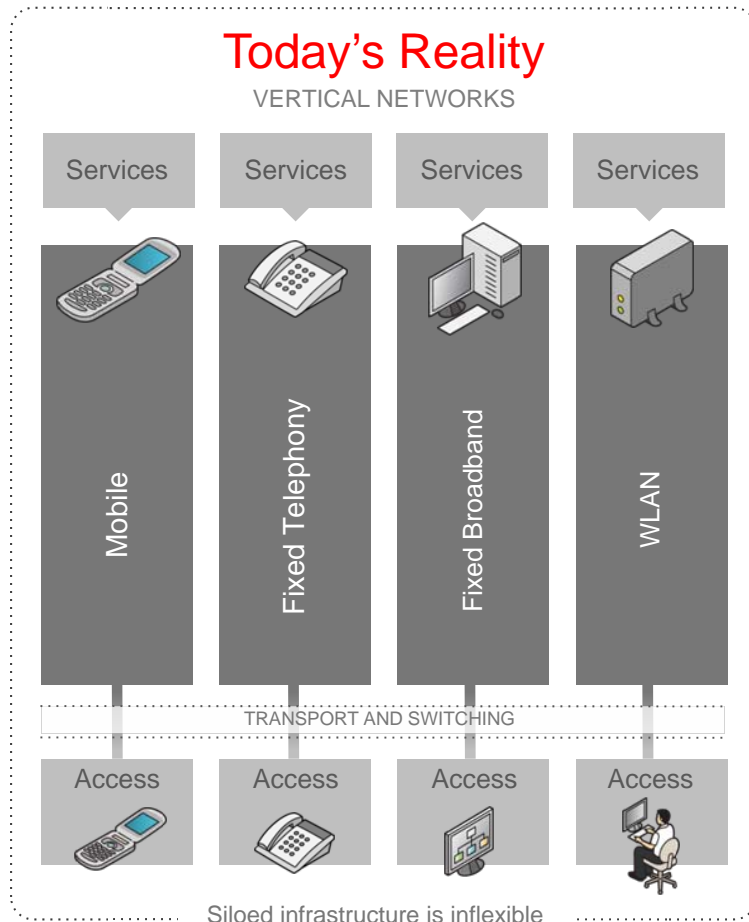 Today's Reality
VERTICAL NETWORKS
Services Services Services Services
Mobile
Fixed Telephony
Fixed Broadband
WLAN
TRANSPORT AND SWITCHING
Access Access Access Access
Siloed infrastructure is inflexible